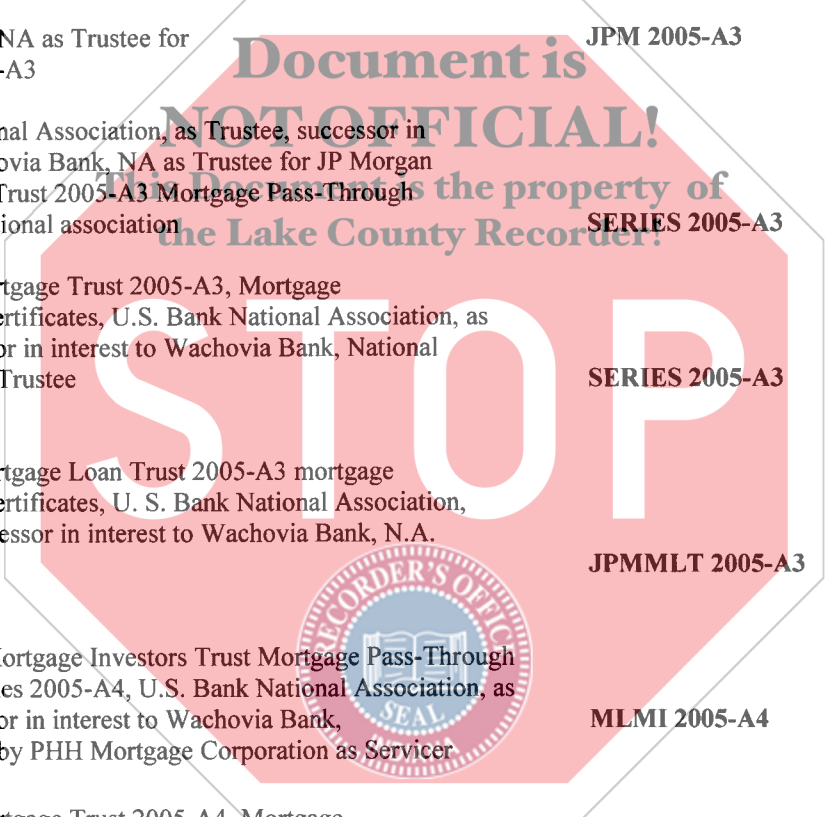 NA as Trustee for JPM 2005-A3
Document is
-A3
NOT OFFICIAL!
nal Association, as Trustee, successor in
ovia Bank, NA as Trustee for JP Morgan
This Document is the property of
Trust 2005-A3 Mortgage Pass-Through
ional association SERIES 2005-A3
the Lake County Recorder!
rtgage Trust 2005-A3, Mortgage
ertificates, U.S. Bank National Association, as
or in interest to Wachovia Bank, National
Trustee SERIES 2005-A3
STOP
rtgage Loan Trust 2005-A3 mortgage
ertificates, U. S. Bank National Association,
essor in interest to Wachovia Bank, N.A.
JPMMLT 2005-A3
RECORDER'S OFFICE
ortgage Investors Trust Mortgage Pass-Through
es 2005-A4, U.S. Bank National Association, as
or in interest to Wachovia Bank, MLMI 2005-A4
SEAL
by PHH Mortgage Corporation as Servicer
rtgage Trust 2005-A4, Mortgage